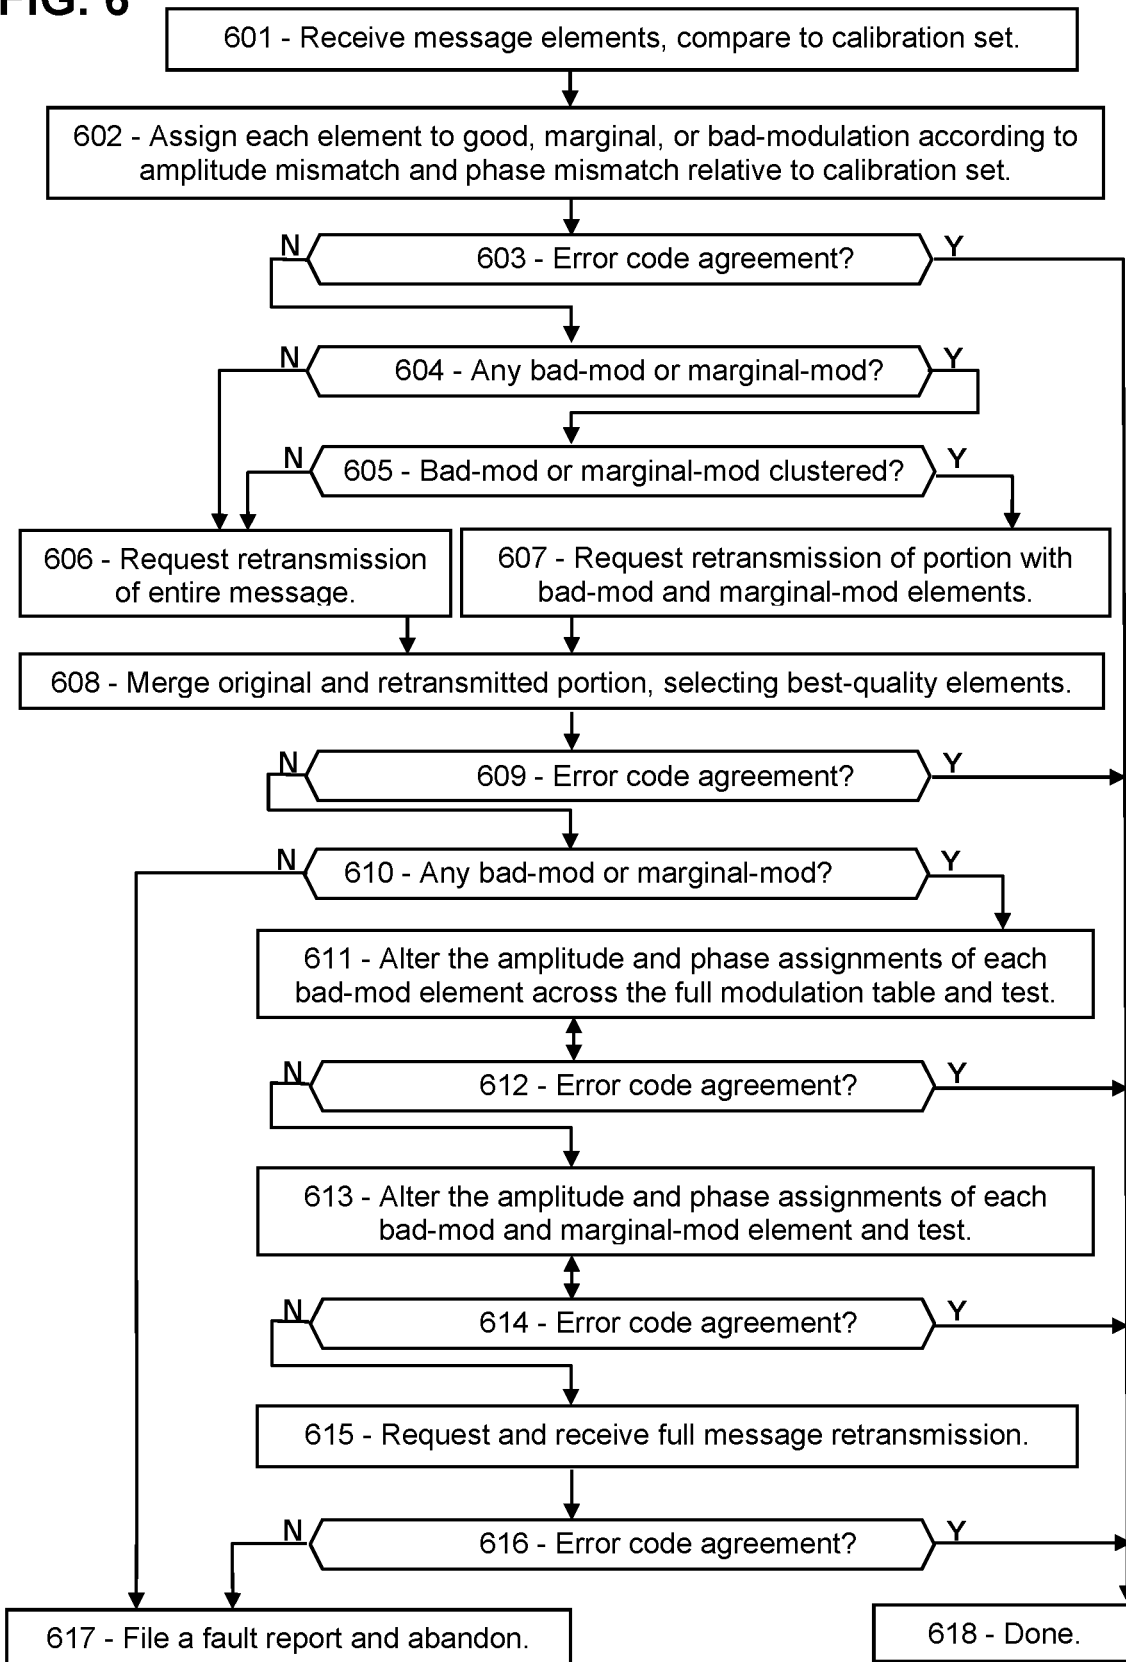 FIG. 6
601 - Receive message elements, compare to calibration set.
602 - Assign each element to good, marginal, or bad-modulation according to
amplitude mismatch and phase mismatch relative to calibration set.
N
603 - Error code agreement?
Y
N
604 - Any bad-mod or marginal-mod?
Y
N
605 - Bad-mod or marginal-mod clustered?
Y
606 - Request retransmission
of entire message.
607 - Request retransmission of portion with
bad-mod and marginal-mod elements.
608 - Merge original and retransmitted portion, selecting best-quality elements.
N
609 - Error code agreement?
Y
N
610 - Any bad-mod or marginal-mod?
Y
611 - Alter the amplitude and phase assignments of each
bad-mod element across the full modulation table and test.
N
612 - Error code agreement?
Y
613 - Alter the amplitude and phase assignments of each
bad-mod and marginal-mod element and test.
N
614 - Error code agreement?
Y
615 - Request and receive full message retransmission.
N
616 - Error code agreement?
Y
617 - File a fault report and abandon.
618 - Done.